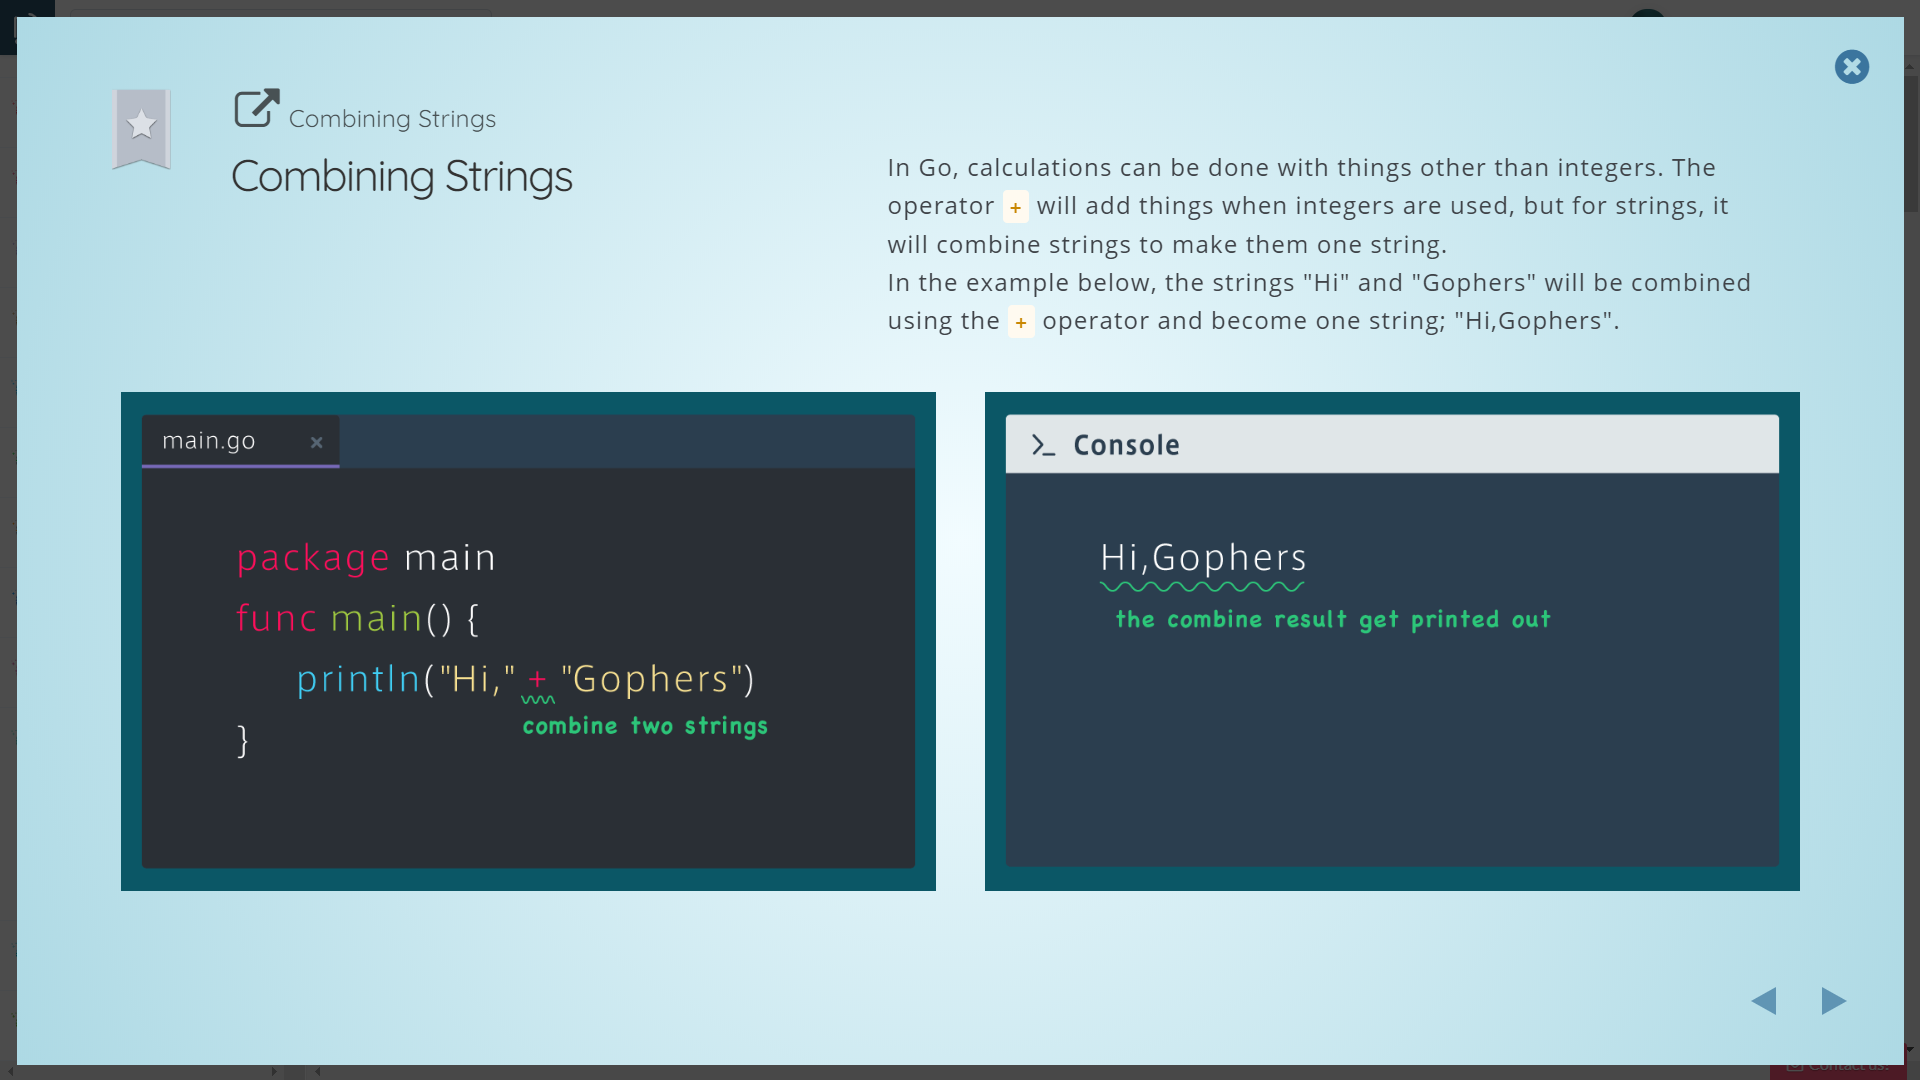 Combining Strings
Combining Strings
In Go, calculations can be done with things other than integers. The
operator + will add things when integers are used, but for strings, it
will combine strings to make them one string.
In the example below, the strings "Hi" and "Gophers" will be combined
using the + operator and become one string; "Hi,Gophers".
main.go ×
package main
func main() {
println("Hi," + "Gophers")
combine two strings
}
>_ Console
Hi,Gophers
the combine result get printed out
Contact us!